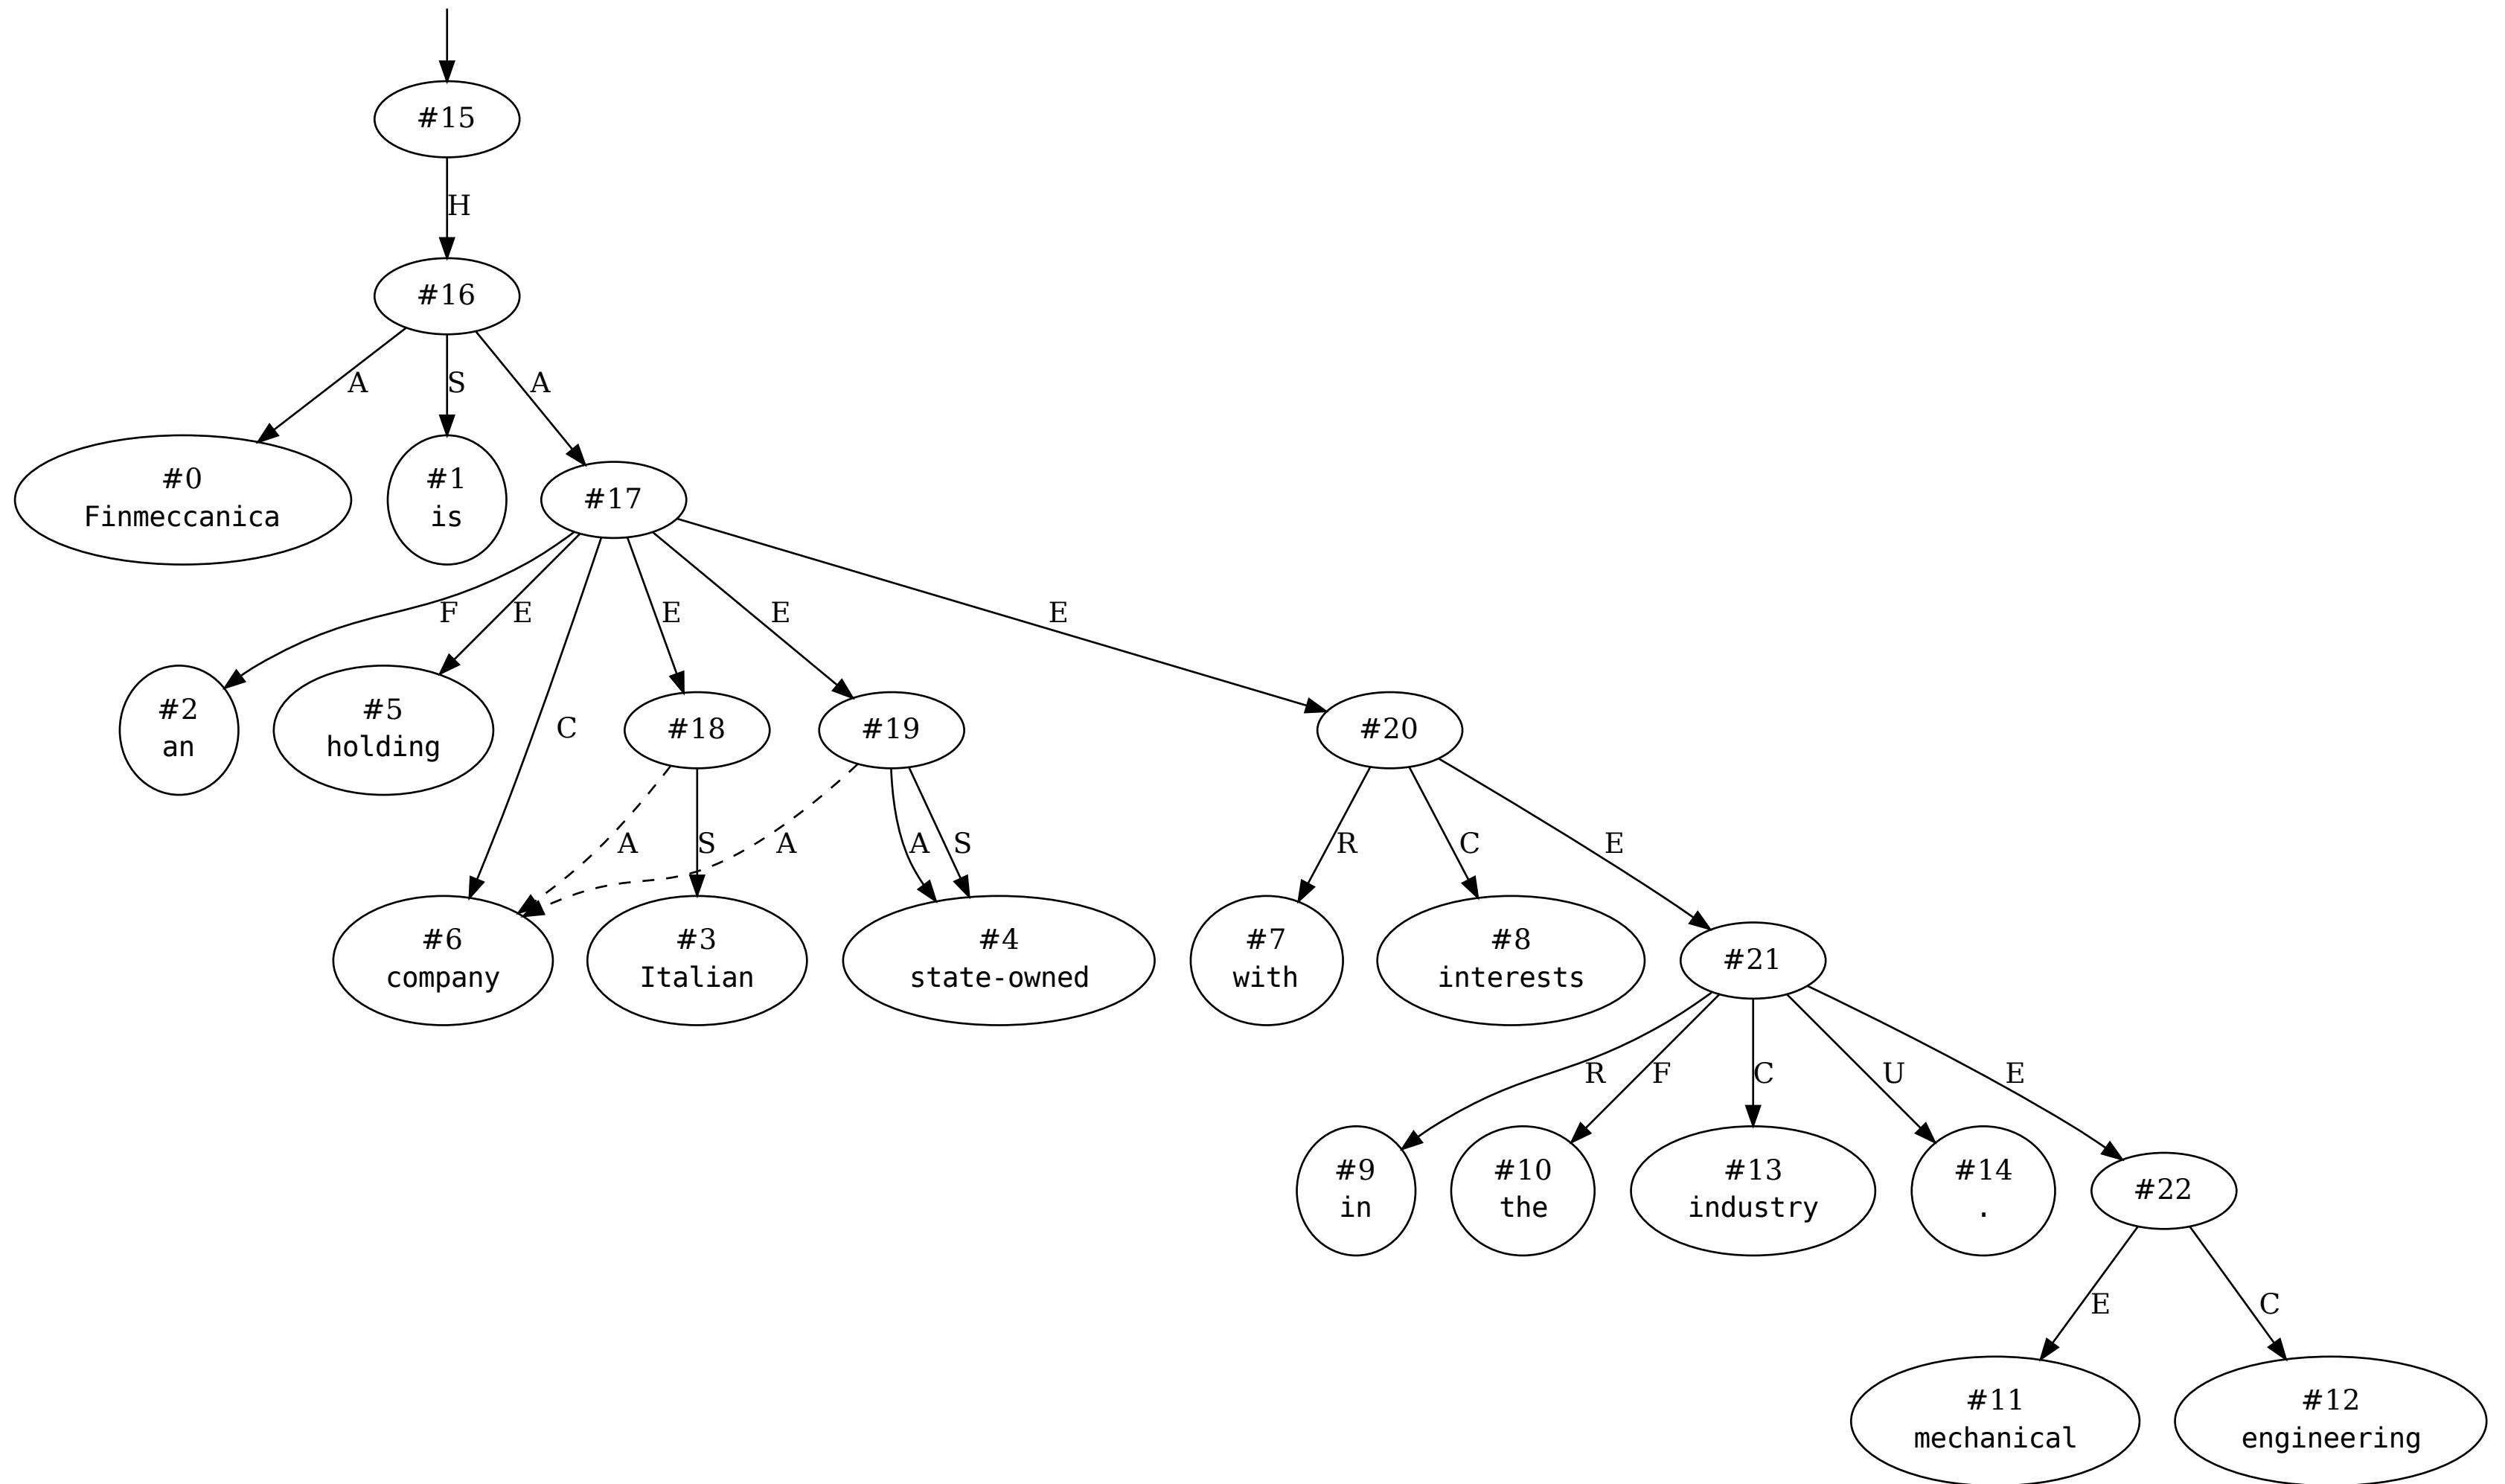 #15
H
#16
A S A
#0
Finmeccanica
#1
is
#17
F E C E E E
#2
an
#5
holding
#18
#19
#20
A S A A S R C E
#6
company
#3
Italian
#4
state-owned
#7
with
#8
interests
#21
R F C U E
#9
in
#10
the
#13
industry
#14
.
#22
E C
#11
mechanical
#12
engineering